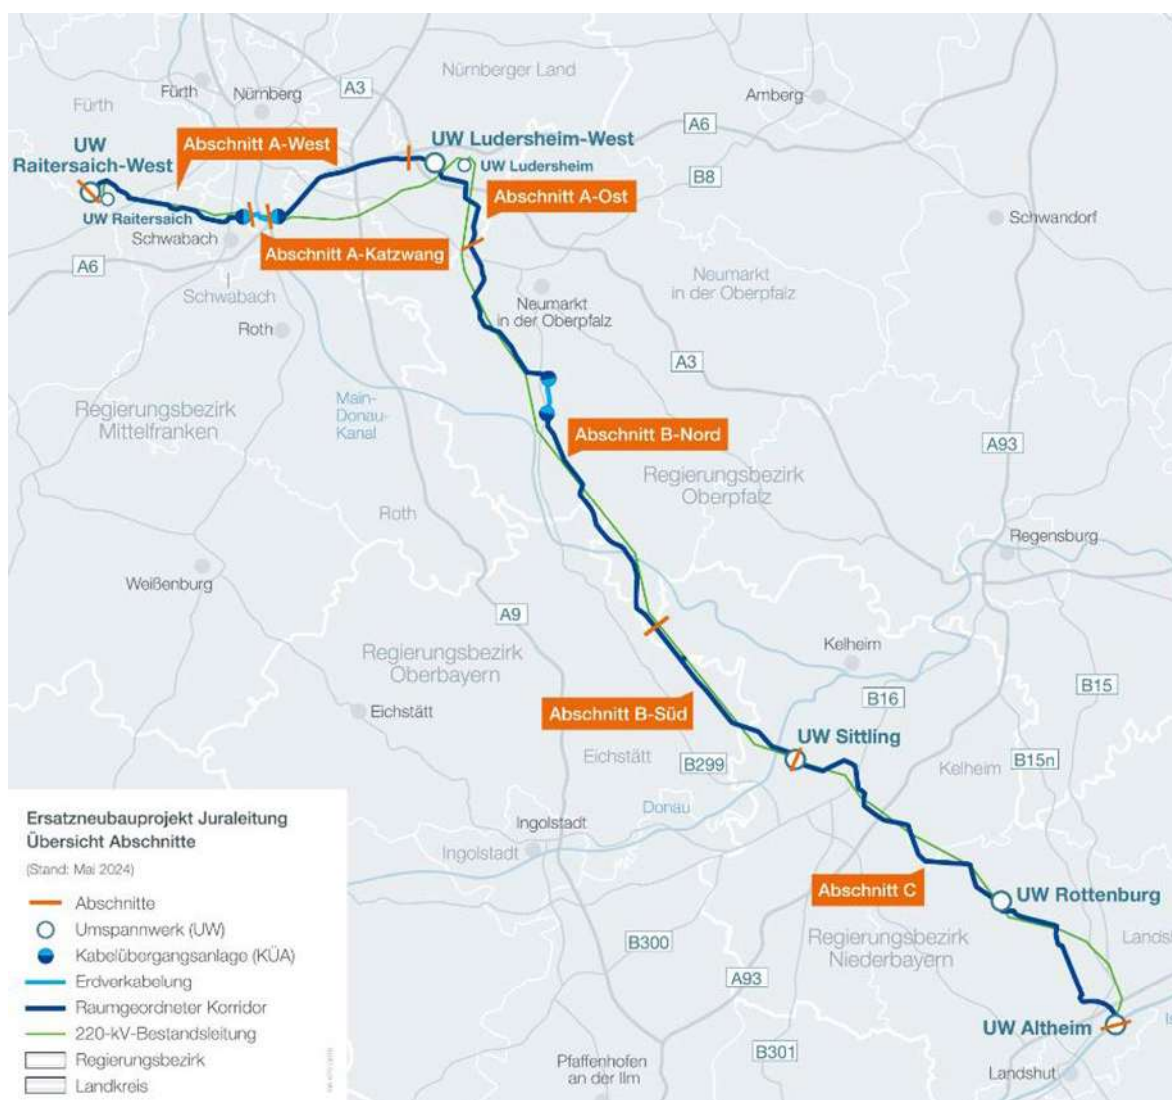 Nürnberger Land
Fürth
A3
Amberg
Nürnberg
Fürth
A6
UW
Raitersaich-West
Abschnitt A-West
UW Ludersheim-West
UW Ludersheim
B8
Abschnitt A-Ost
UW Raitersaich
Schwandorf
Schwabach
Abschnitt A-Katzwang
A6
Neumarkt
in der Oberpfalz
Schwabach
Neumarkt
in der Oberpfalz
Roth
A3
Main-
Donau-
Kanal
Regierungsbezirk
Mittelfranken
Abschnitt B-Nord
A93
Regierungsbezirk
Oberpfalz
Roth
Regensburg
Weißenburg
A9
Kelheim
Regierungsbezirk
Oberbayern
B15
B16
Eichstätt
Abschnitt B-Süd
UW Sittling
Eichstätt
B299
Kelheim
B15n
Donau
Ingolstadt
Ingolstadt
Abschnitt C
UW Rottenburg
B300
Regierungsbezirk
Niederbayern
Lands
A93
UW Altheim
Is
B301
Pfaffenhofen
an der Ilm
Landshut
Ersatzneubauprojekt Juraleitung
Übersicht Abschnitte
(Stand: Mai 2024)
Abschnitte
Umspannwerk (UW)
Kabelübergangsanlage (KÜA)
Erdverkabelung
Raumgeordneter Korridor
220-kV-Bestandsleitung
Regierungsbezirk
Landkreis